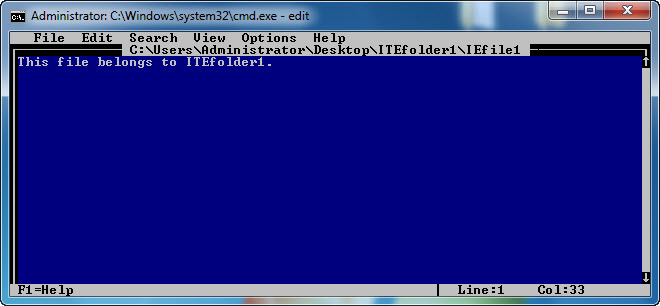 Administrator: C:\Windows\system32\cmd.exe - edit
File Edit Search View Options Help
C:\Users\Administrator\Desktop\ITEfolder1\IEfile1
This file belongs to ITEfolder1.
F1=Help Line:1 Col:33